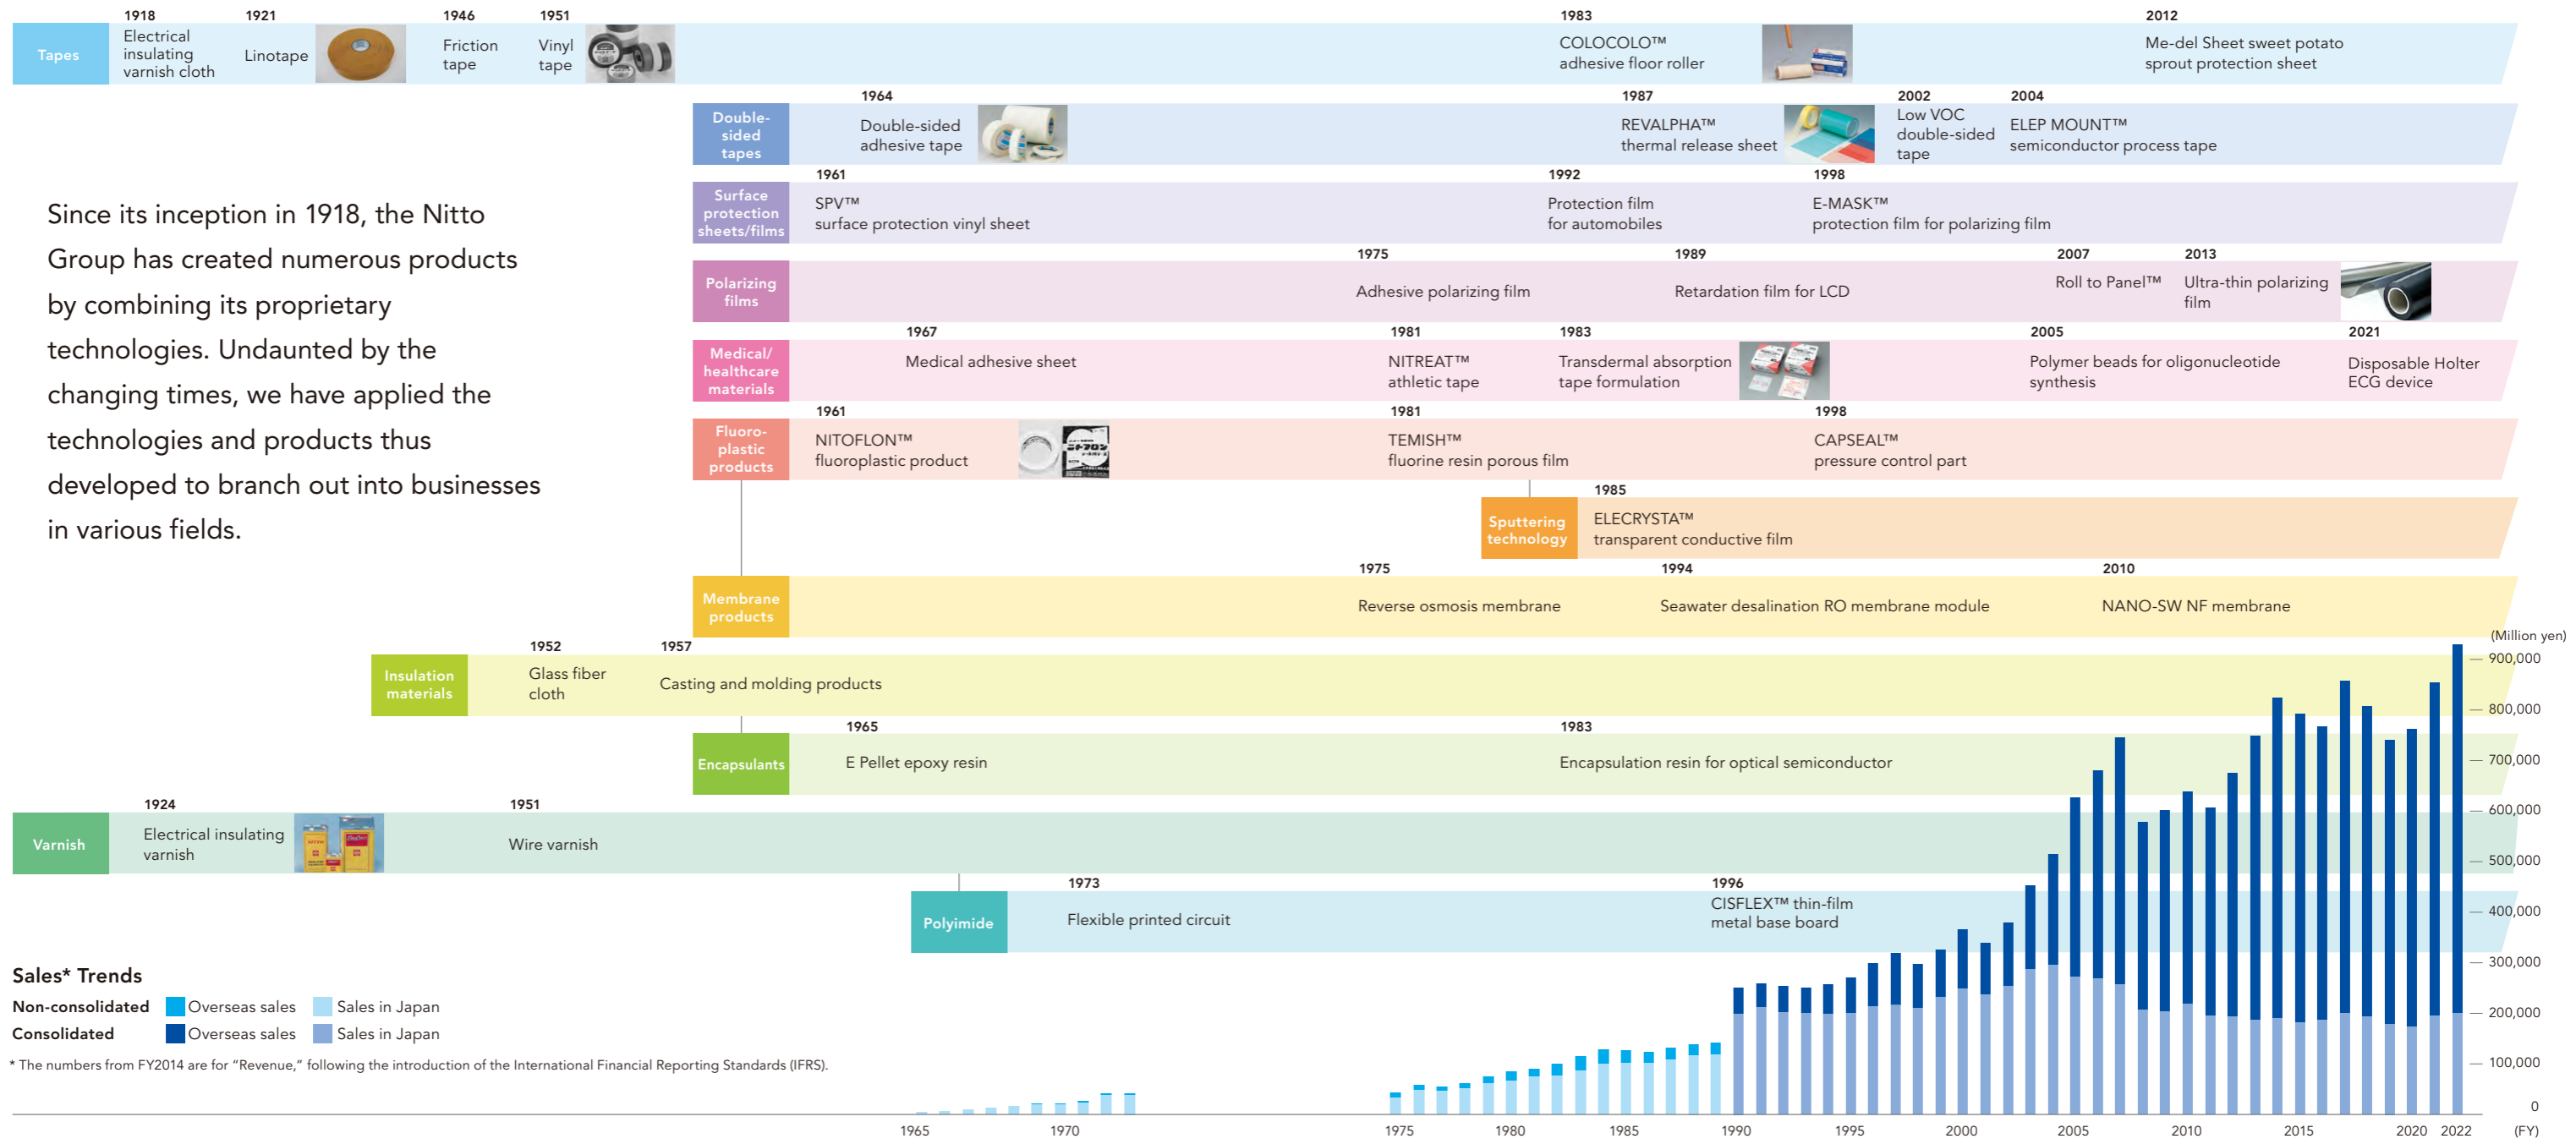 1918
1921
1946
1951
1983
2012
Tapes
Electrical
insulating
varnish cloth
Linotape
Friction
tape
Vinyl
tape
COLOCOLO™
adhesive floor roller
Me-del Sheet sweet potato
sprout protection sheet
1964
1987
2002
2004
Double-
sided
tapes
Double-sided
adhesive tape
REVALPHA™
thermal release sheet
Low VOC
double-sided
tape
ELEP MOUNT™
semiconductor process tape
1961
1992
1998
Surface
protection
sheets/films
SPV™
surface protection vinyl sheet
Protection film
for automobiles
E-MASK™
protection film for polarizing film
Since its inception in 1918, the Nitto
Group has created numerous products
by combining its proprietary
technologies. Undaunted by the
changing times, we have applied the
technologies and products thus
developed to branch out into businesses
in various fields.
1975
1989
2007
2013
Polarizing
films
Adhesive polarizing film
Retardation film for LCD
Roll to Panel™
Ultra-thin polarizing
film
1967
1981
1983
2005
2021
Medical/
healthcare
materials
Medical adhesive sheet
NITREAT™
athletic tape
Transdermal absorption
tape formulation
Polymer beads for oligonucleotide
synthesis
Disposable Holter
ECG device
1961
1981
1998
Fluoro-
plastic
products
NITOFLON™
fluoroplastic product
TEMISH™
fluorine resin porous film
CAPSEAL™
pressure control part
1985
Sputtering
technology
ELECRYSTA™
transparent conductive film
1975
1994
2010
Membrane
products
Reverse osmosis membrane
Seawater desalination RO membrane module
NANO-SW NF membrane
1952
1957
Insulation
materials
Glass fiber
cloth
Casting and molding products
1965
1983
Encapsulants
E Pellet epoxy resin
Encapsulation resin for optical semiconductor
1924
1951
Varnish
Electrical insulating
varnish
Wire varnish
1973
1996
Polyimide
Flexible printed circuit
CISFLEX™ thin-film
metal base board
(Million yen)
900,000
800,000
700,000
600,000
500,000
400,000
300,000
200,000
100,000
0
Sales* Trends
Non-consolidated Overseas sales Sales in Japan
Consolidated Overseas sales Sales in Japan
* The numbers from FY2014 are for “Revenue,” following the introduction of the International Financial Reporting Standards (IFRS).
1965 1970 1975 1980 1985 1990 1995 2000 2005 2010 2015 2020 2022 (FY)